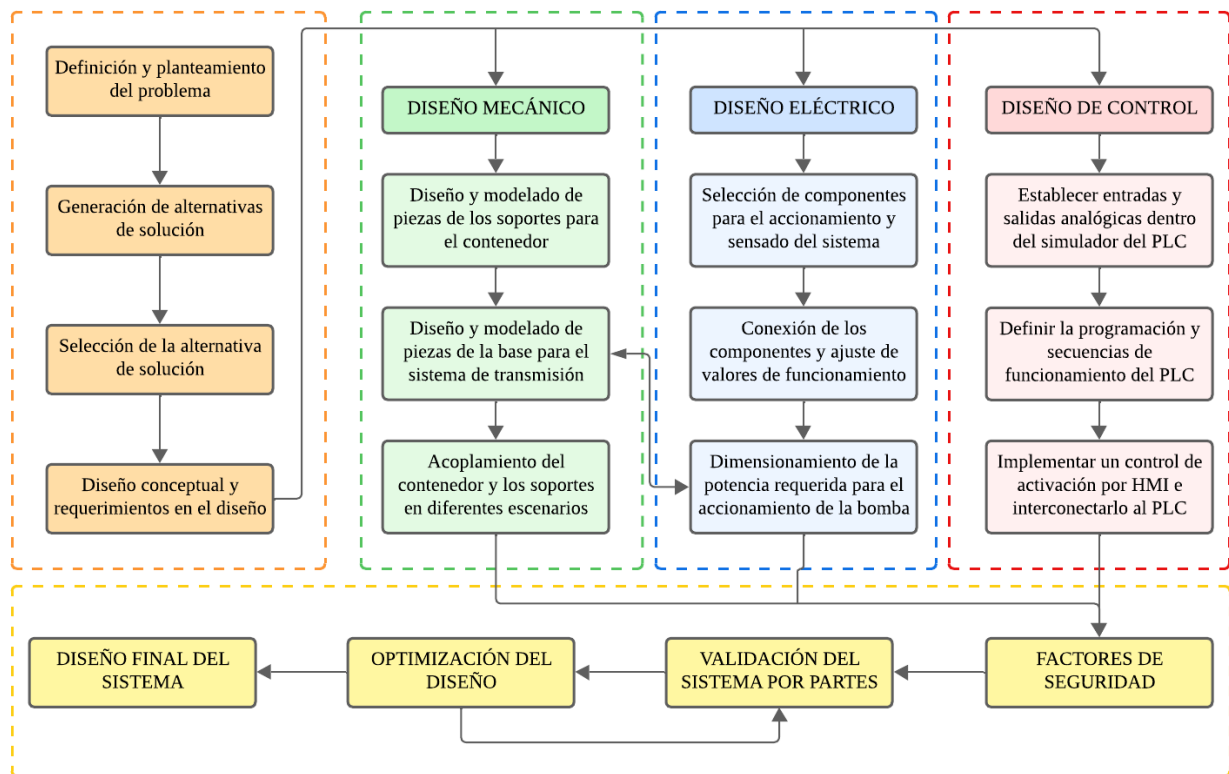 Definición y planteamiento
del problema
Generación de alternativas
de solución
Selección de la alternativa
de solución
Diseño conceptual y
requerimientos en el diseño
DISEÑO MECÁNICO
Diseño y modelado de
piezas de los soportes para
el contenedor
Diseño y modelado de
piezas de la base para el
sistema de transmisión
Acoplamiento del
contenedor y los soportes
en diferentes escenarios
DISEÑO ELÉCTRICO
Selección de componentes
para el accionamiento y
sensado del sistema
Conexión de los
componentes y ajuste de
valores de funcionamiento
Dimensionamiento de la
potencia requerida para el
accionamiento de la bomba
DISEÑO DE CONTROL
Establecer entradas y
salidas analógicas dentro
del simulador del PLC
Definir la programación y
secuencias de
funcionamiento del PLC
Implementar un control de
activación por HMI e
interconectarlo al PLC
FACTORES DE
SEGURIDAD
VALIDACIÓN DEL
SISTEMA POR PARTES
OPTIMIZACIÓN DEL
DISEÑO
DISEÑO FINAL DEL
SISTEMA